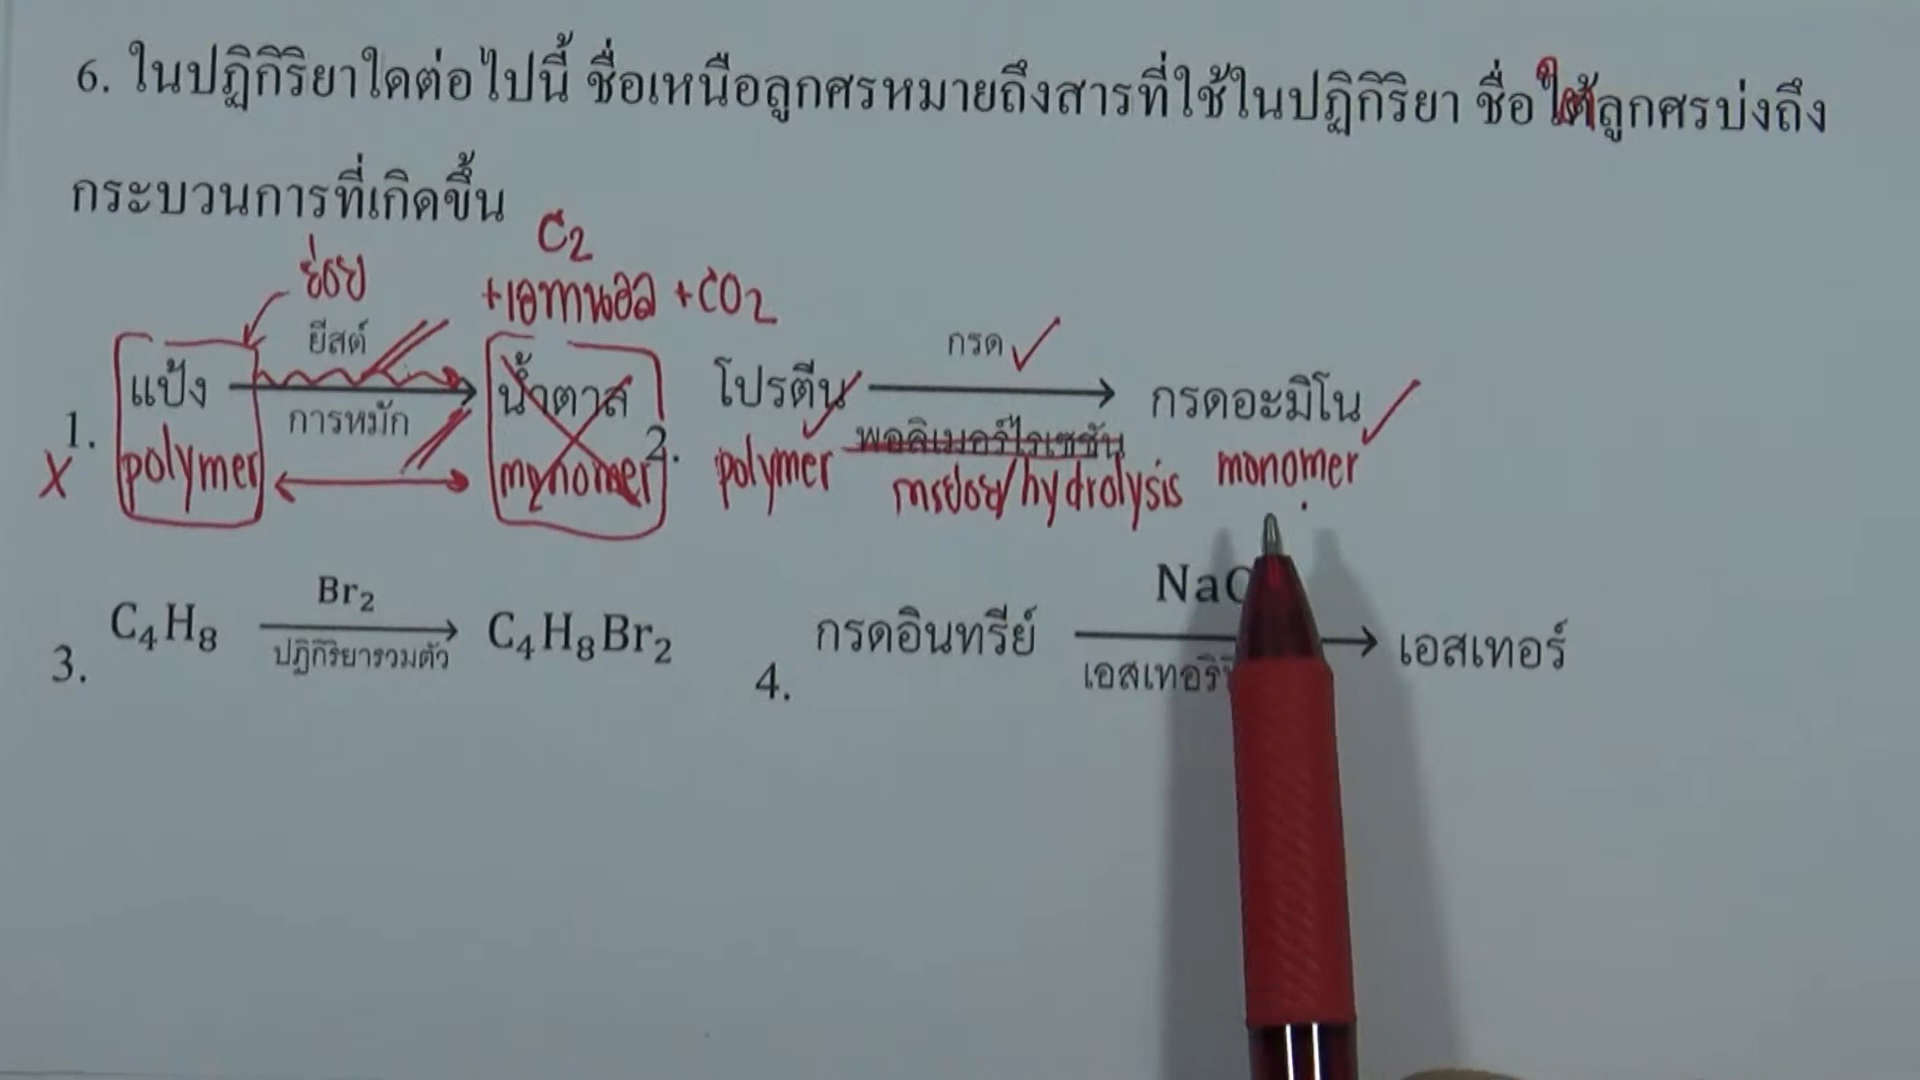 6. ในปฏิกิริยาใดต่อไปนี้ ชื่อเหนือลูกศรหมายถึงสารที่ใช้ในปฏิกิริยา ชื่อใต้ลูกศรบ่งถึง
กระบวนการที่เกิดขึ้น
C2
ย่อย
+เอทานอล +CO2
ยีสต์
กรด
แป้ง
น้ำตาล
โปรตีน
กรดอะมิโน
1.
การหมัก
2.
พอลิเมอร์ไรเซชัน
X
polymer
monomer
polymer
การย่อย/hydrolysis
monomer
Br₂
C₄H₈
ปฏิกิริยารวมตัว
C₄H₈Br₂
3.
กรดอินทรีย์
เอสเทอร์
4.